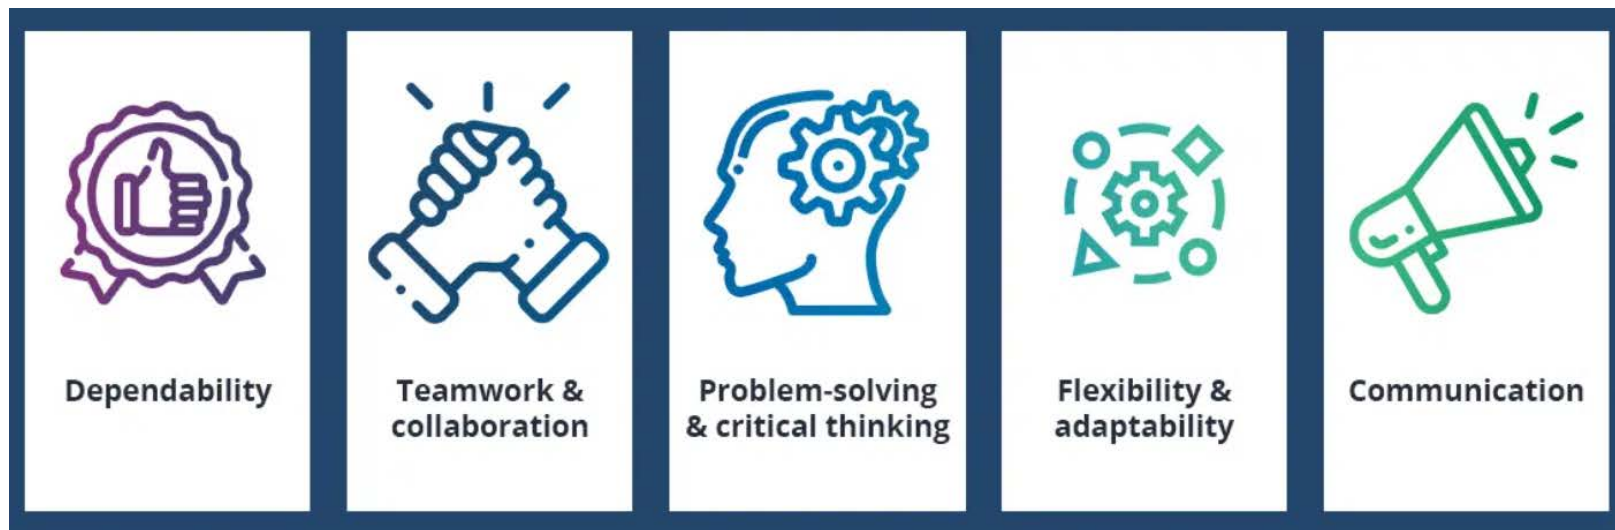 Dependability
Teamwork &
collaboration
Problem-solving
& critical thinking
Flexibility &
adaptability
Communication